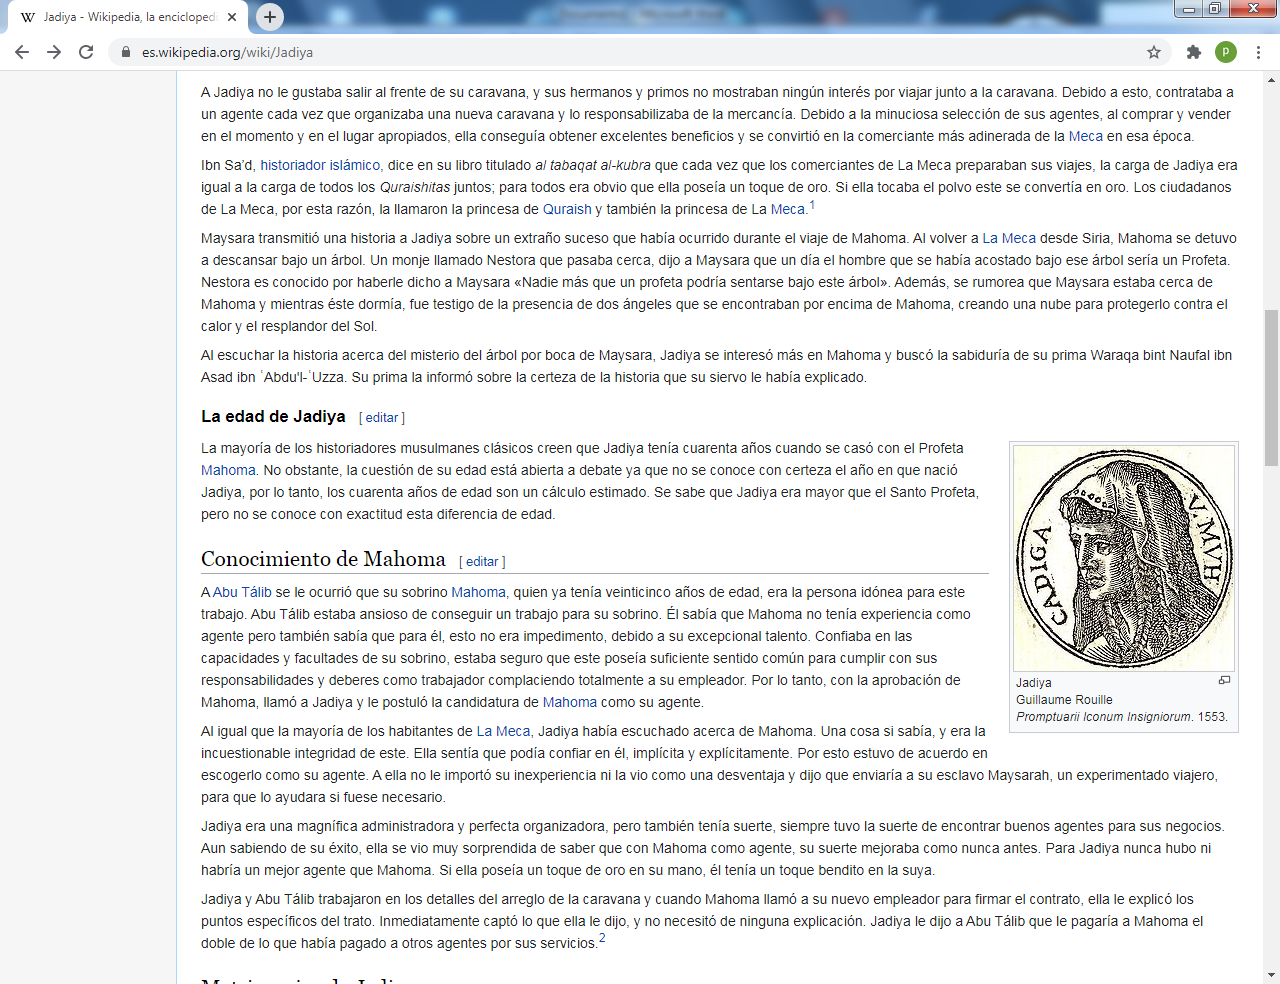 Jadiya - Wikipedia, la encicloped
es.wikipedia.org/wiki/Jadiya
p
A Jadiya no le gustaba salir al frente de su caravana, y sus hermanos y primos no mostraban ningún interés por viajar junto a la caravana. Debido a esto, contrataba a
un agente cada vez que organizaba una nueva caravana y lo responsabilizaba de la mercancía. Debido a la minuciosa selección de sus agentes, al comprar y vender
en el momento y en el lugar apropiados, ella conseguía obtener excelentes beneficios y se convirtió en la comerciante más adinerada de la Meca en esa época.
Ibn Sa'd, historiador islámico, dice en su libro titulado al tabaqat al-kubra que cada vez que los comerciantes de La Meca preparaban sus viajes, la carga de Jadiya era
igual a la carga de todos los Quraishitas juntos; para todos era obvio que ella poseía un toque de oro. Si ella tocaba el polvo este se convertía en oro. Los ciudadanos
de La Meca, por esta razón, la llamaron la princesa de Quraish y también la princesa de La Meca.1
Maysara transmitió una historia a Jadiya sobre un extraño suceso que había ocurrido durante el viaje de Mahoma. Al volver a La Meca desde Siria, Mahoma se detuvo
a descansar bajo un árbol. Un monje llamado Nestora que pasaba cerca, dijo a Maysara que un día el hombre que se había acostado bajo ese árbol sería un Profeta.
Nestora es conocido por haberle dicho a Maysara «Nadie más que un profeta podría sentarse bajo este árbol». Además, se rumorea que Maysara estaba cerca de
Mahoma y mientras éste dormía, fue testigo de la presencia de dos ángeles que se encontraban por encima de Mahoma, creando una nube para protegerlo contra el
calor y el resplandor del Sol.
Al escuchar la historia acerca del misterio del árbol por boca de Maysara, Jadiya se interesó más en Mahoma y buscó la sabiduría de su prima Waraqa bint Naufal ibn
Asad ibn ʿAbdu'l-ʿUzza. Su prima la informó sobre la certeza de la historia que su siervo le había explicado.
La edad de Jadiya [ editar ]
La mayoría de los historiadores musulmanes clásicos creen que Jadiya tenía cuarenta años cuando se casó con el Profeta
Mahoma. No obstante, la cuestión de su edad está abierta a debate ya que no se conoce con certeza el año en que nació
Jadiya, por lo tanto, los cuarenta años de edad son un cálculo estimado. Se sabe que Jadiya era mayor que el Santo Profeta,
pero no se conoce con exactitud esta diferencia de edad.
CADIGA V. MVH
Jadiya
Guillaume Rouille
Promptuarii Iconum Insigniorum. 1553.
Conocimiento de Mahoma [ editar ]
A Abu Tálib se le ocurrió que su sobrino Mahoma, quien ya tenía veinticinco años de edad, era la persona idónea para este
trabajo. Abu Tálib estaba ansioso de conseguir un trabajo para su sobrino. Él sabía que Mahoma no tenía experiencia como
agente pero también sabía que para él, esto no era impedimento, debido a su excepcional talento. Confiaba en las
capacidades y facultades de su sobrino, estaba seguro que este poseía suficiente sentido común para cumplir con sus
responsabilidades y deberes como trabajador complaciendo totalmente a su empleador. Por lo tanto, con la aprobación de
Mahoma, llamó a Jadiya y le postuló la candidatura de Mahoma como su agente.
Al igual que la mayoría de los habitantes de La Meca, Jadiya había escuchado acerca de Mahoma. Una cosa si sabía, y era la
incuestionable integridad de este. Ella sentía que podía confiar en él, implícita y explícitamente. Por esto estuvo de acuerdo en
escogerlo como su agente. A ella no le importó su inexperiencia ni la vio como una desventaja y dijo que enviaría a su esclavo Maysarah, un experimentado viajero,
para que lo ayudara si fuese necesario.
Jadiya era una magnífica administradora y perfecta organizadora, pero también tenía suerte, siempre tuvo la suerte de encontrar buenos agentes para sus negocios.
Aun sabiendo de su éxito, ella se vio muy sorprendida de saber que con Mahoma como agente, su suerte mejoraba como nunca antes. Para Jadiya nunca hubo ni
habría un mejor agente que Mahoma. Si ella poseía un toque de oro en su mano, él tenía un toque bendito en la suya.
Jadiya y Abu Tálib trabajaron en los detalles del arreglo de la caravana y cuando Mahoma llamó a su nuevo empleador para firmar el contrato, ella le explicó los
puntos específicos del trato. Inmediatamente captó lo que ella le dijo, y no necesitó de ninguna explicación. Jadiya le dijo a Abu Tálib que le pagaría a Mahoma el
doble de lo que había pagado a otros agentes por sus servicios.2